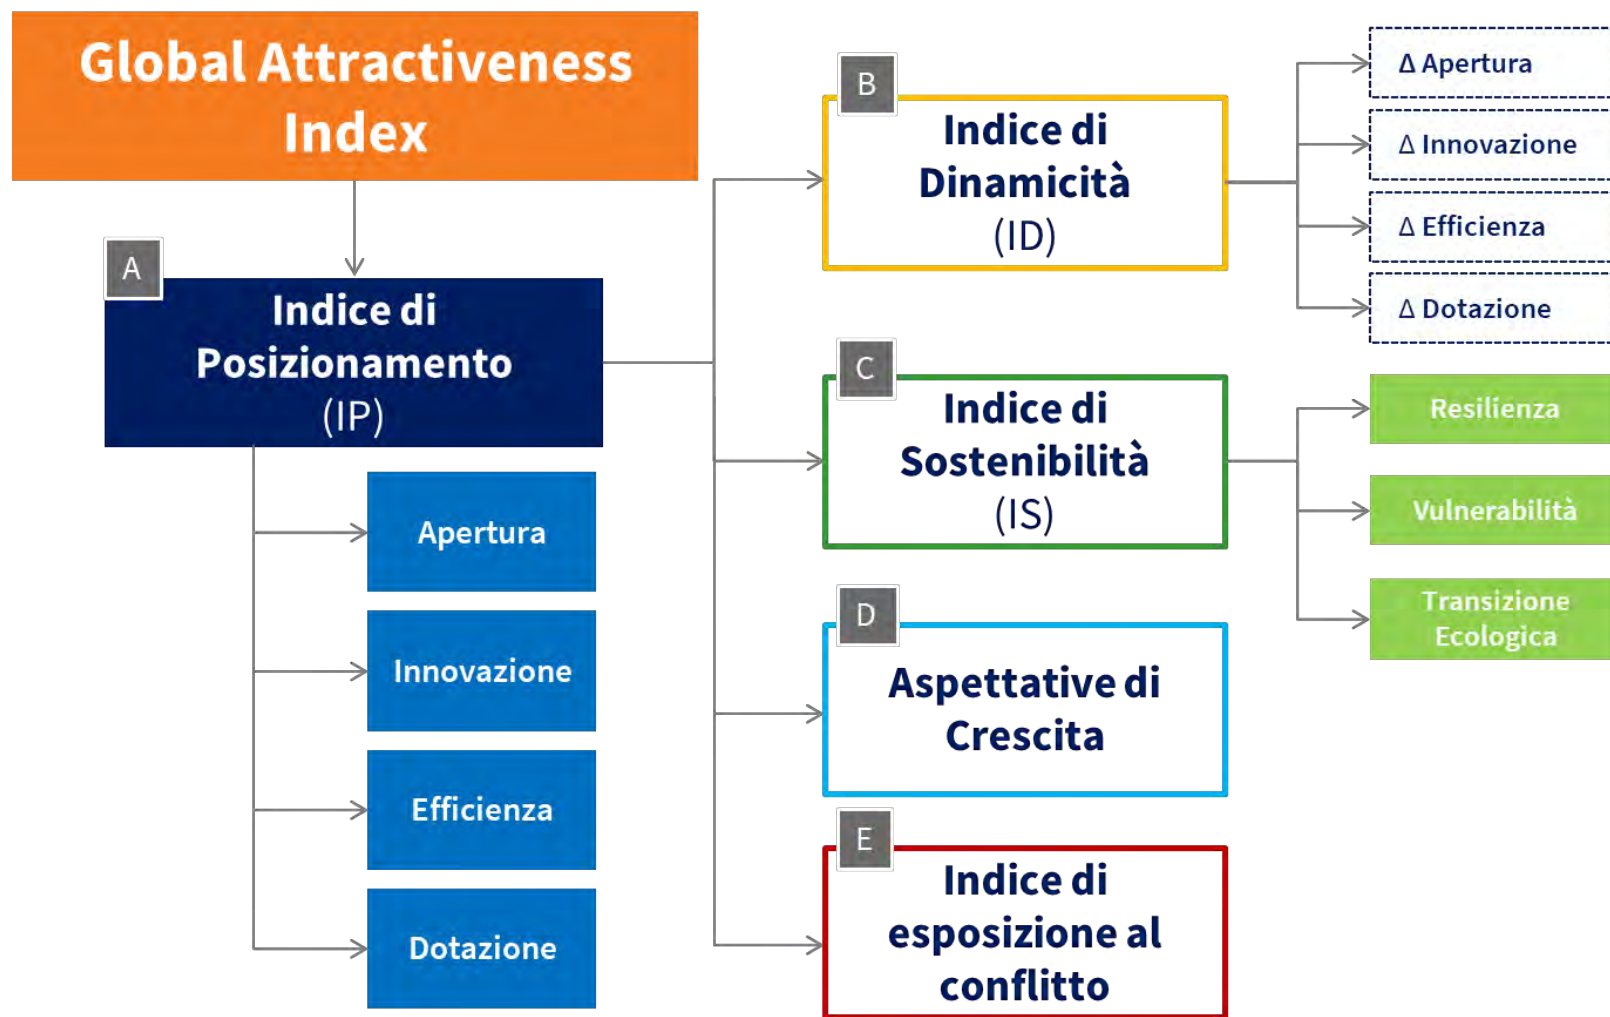 Global Attractiveness
Index
A
Indice di
Posizionamento
(IP)
Apertura
Innovazione
Efficienza
Dotazione
B
Indice di
Dinamicità
(ID)
Δ Apertura
Δ Innovazione
Δ Efficienza
Δ Dotazione
C
Indice di
Sostenibilità
(IS)
Resilienza
Vulnerabilità
Transizione
Ecologica
D
Aspettative di
Crescita
E
Indice di
esposizione al
conflitto